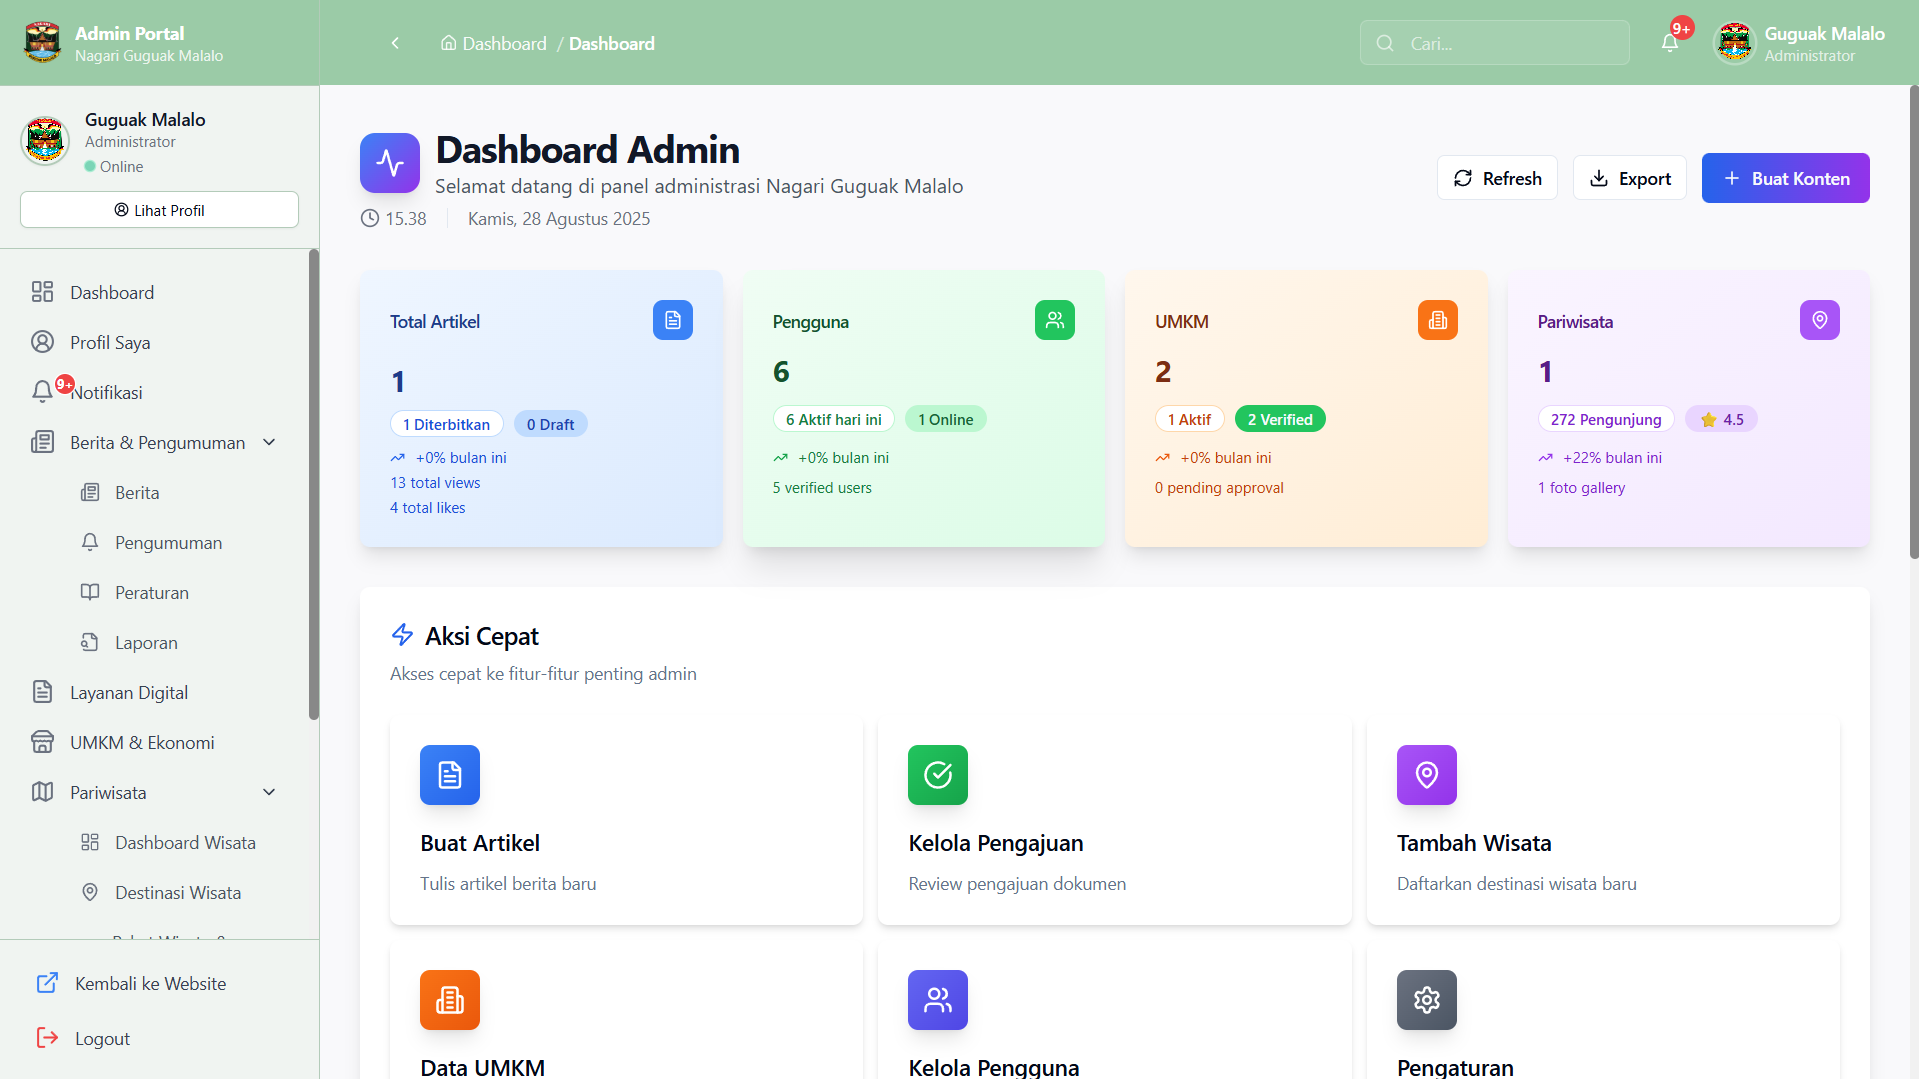 Admin Portal
Nagari Guguak Malalo
Dashboard / Dashboard
Cari...
9+
Guguak Malalo
Administrator
Guguak Malalo
Administrator
Online
Lihat Profil
Dashboard
Profil Saya
9+
Notifikasi
Berita & Pengumuman
Berita
Pengumuman
Peraturan
Laporan
Layanan Digital
UMKM & Ekonomi
Pariwisata
Dashboard Wisata
Destinasi Wisata
Kembali ke Website
Logout
Dashboard Admin
Selamat datang di panel administrasi Nagari Guguak Malalo
15.38
Kamis, 28 Agustus 2025
Refresh
Export
Buat Konten
Total Artikel
1
1 Diterbitkan
0 Draft
+0% bulan ini
13 total views
4 total likes
Pengguna
6
6 Aktif hari ini
1 Online
+0% bulan ini
5 verified users
UMKM
2
1 Aktif
2 Verified
+0% bulan ini
0 pending approval
Pariwisata
1
272 Pengunjung
4.5
+22% bulan ini
1 foto gallery
Aksi Cepat
Akses cepat ke fitur-fitur penting admin
Buat Artikel
Tulis artikel berita baru
Kelola Pengajuan
Review pengajuan dokumen
Tambah Wisata
Daftarkan destinasi wisata baru
Data UMKM
Kelola Pengguna
Pengaturan